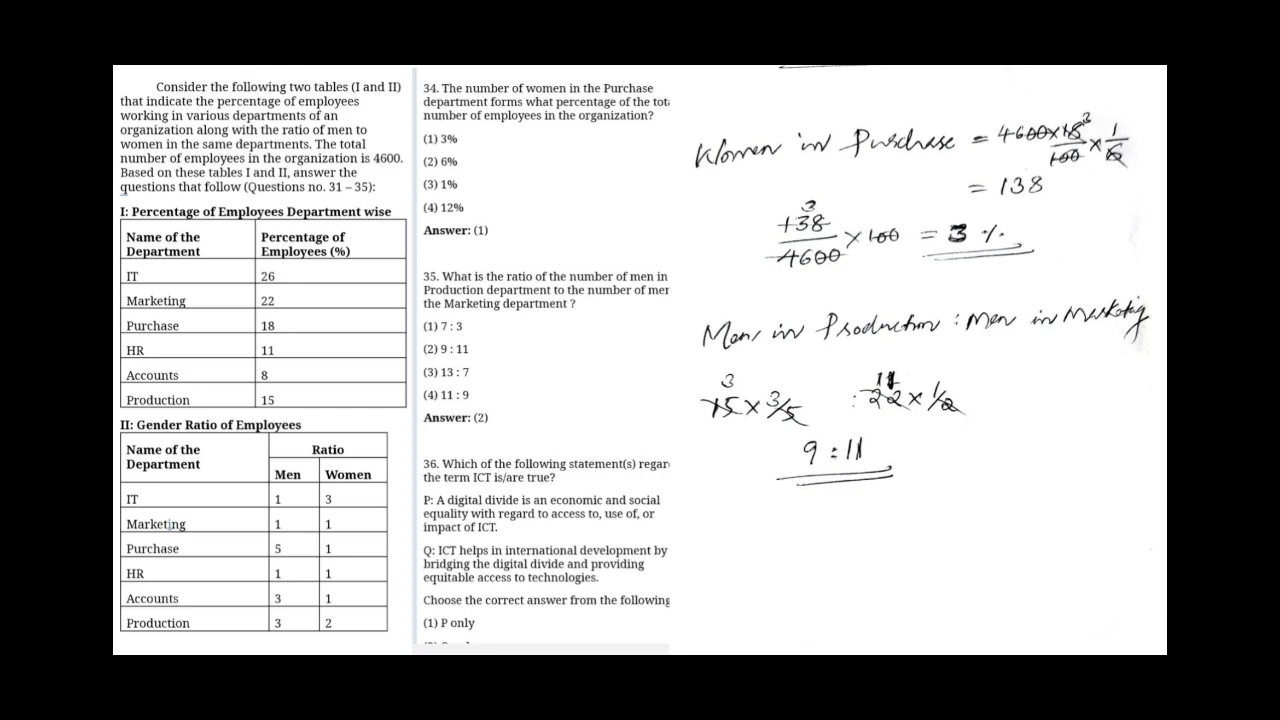 Consider the following two tables (I and II)
that indicate the percentage of employees
working in various departments of an
organization along with the ratio of men to
women in the same departments. The total
number of employees in the organization is 4600.
Based on these tables I and II, answer the
questions that follow (Questions no. 31 – 35):
I: Percentage of Employees Department wise
Name of the Department Percentage of Employees (%)
IT 26
Marketing 22
Purchase 18
HR 11
Accounts 8
Production 15
II: Gender Ratio of Employees
Name of the Department Ratio
Men Women
IT 1 3
Marketing 1 1
Purchase 5 1
HR 1 1
Accounts 3 1
Production 3 2
34. The number of women in the Purchase
department forms what percentage of the tot
number of employees in the organization?
(1) 3%
(2) 6%
(3) 1%
(4) 12%
Answer: (1)
35. What is the ratio of the number of men in
Production department to the number of mer
the Marketing department ?
(1) 7 : 3
(2) 9 : 11
(3) 13 : 7
(4) 11 : 9
Answer: (2)
36. Which of the following statement(s) regar
the term ICT is/are true?
P: A digital divide is an economic and social
equality with regard to access to, use of, or
impact of ICT.
Q: ICT helps in international development by
bridging the digital divide and providing
equitable access to technologies.
Choose the correct answer from the following
(1) P only
Women in Purchase = 4600 × 18 3 / 100 × 1/6
= 138
3
138 / 4600 × 100 = 3 %
Men in Production : Men in Marketing
3 11
15 × 3/5 : 22 × 1/2
9 : 11